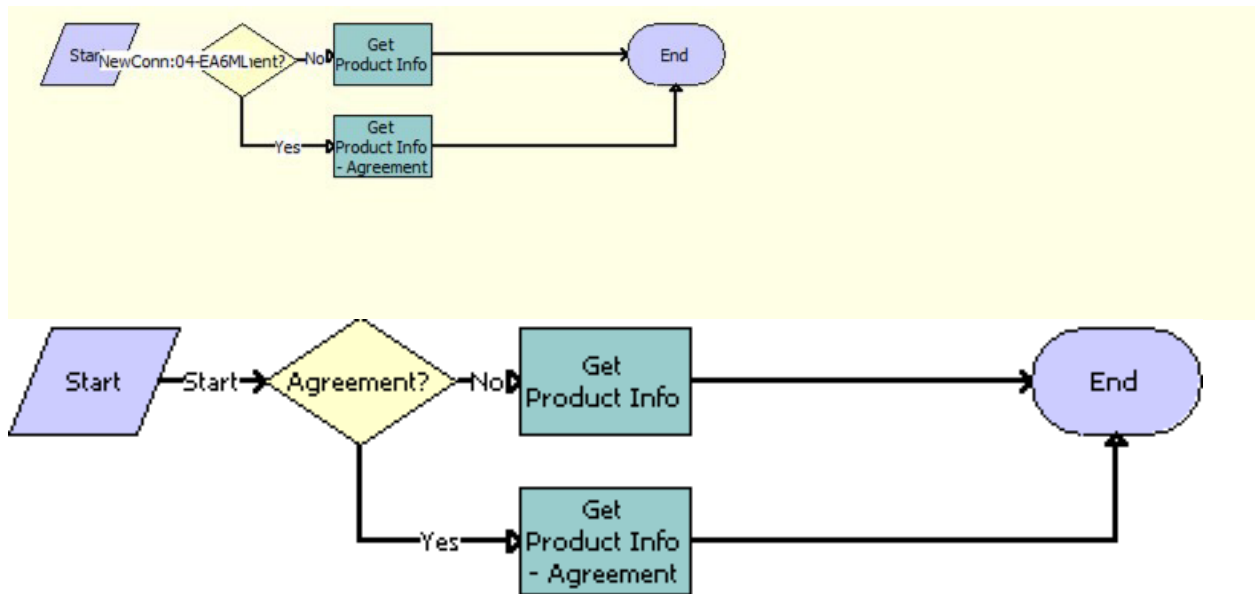 NewConn:04-EA6ML
No
Get
Product Info
End
Yes
Get
Product Info
- Agreement
Start
Start
Agreement?
No
Get
Product Info
End
Yes
Get
Product Info
- Agreement